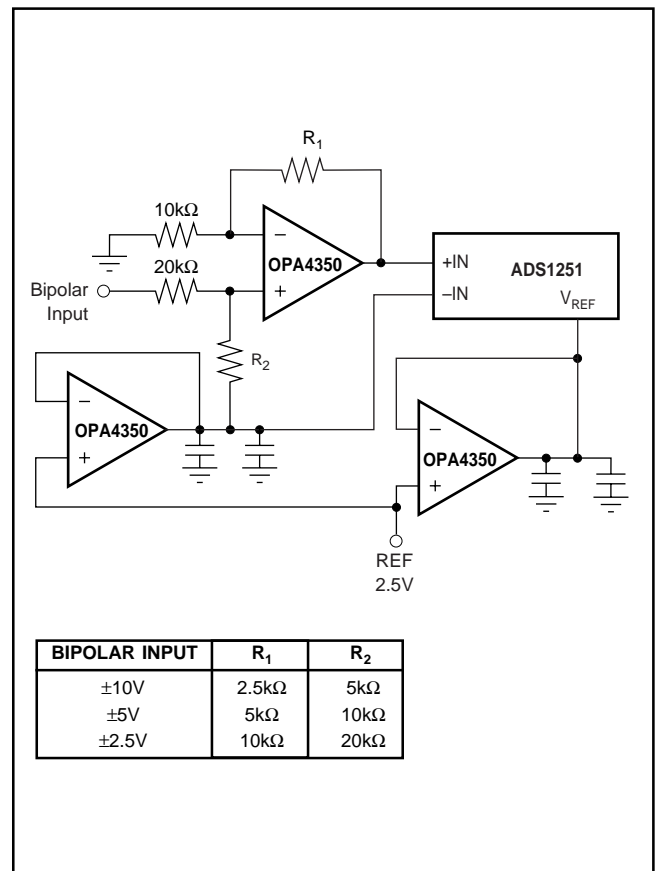 R1
10kΩ
–
OPA4350
+
20kΩ
Bipolar
Input
R2
+IN
–IN
ADS1251
VREF
–
OPA4350
+
–
OPA4350
+
REF
2.5V
BIPOLAR INPUT R1 R2
±10V 2.5kΩ 5kΩ
±5V 5kΩ 10kΩ
±2.5V 10kΩ 20kΩ